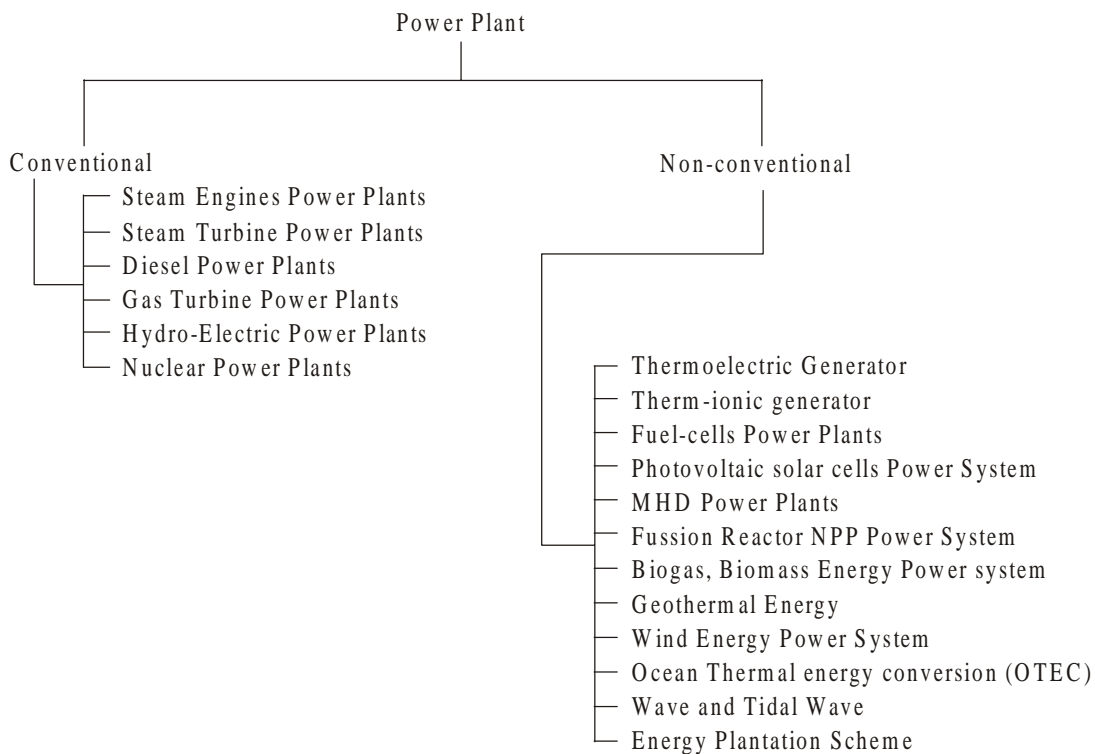 Power Plant
Conventional
Non-conventional
Steam Engines Power Plants
Steam Turbine Power Plants
Diesel Power Plants
Gas Turbine Power Plants
Hydro-Electric Power Plants
Nuclear Power Plants
Thermoelectric Generator
Therm-ionic generator
Fuel-cells Power Plants
Photovoltaic solar cells Power System
MHD Power Plants
Fussion Reactor NPP Power System
Biogas, Biomass Energy Power system
Geothermal Energy
Wind Energy Power System
Ocean Thermal energy conversion (OTEC)
Wave and Tidal Wave
Energy Plantation Scheme